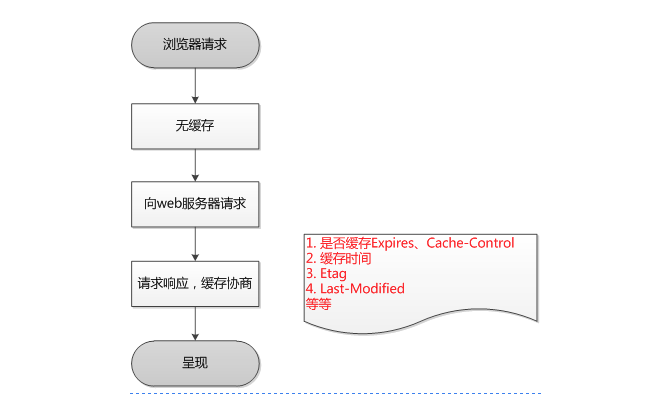 浏览器请求
无缓存
向web服务器请求
请求响应，缓存协商
呈现
1. 是否缓存Expires、Cache-Control
2. 缓存时间
3. Etag
4. Last-Modified
等等